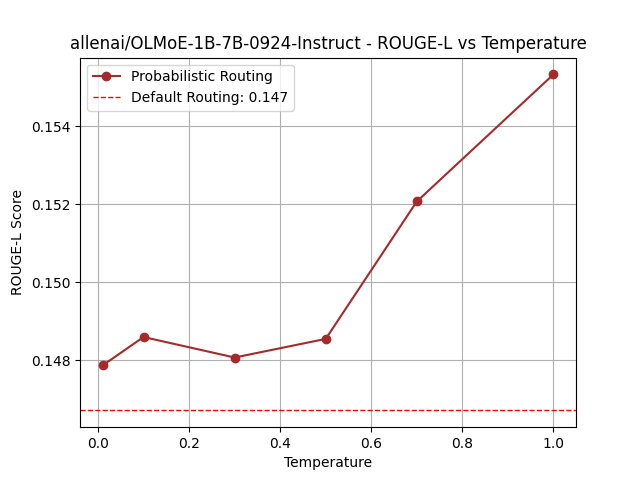 allenai/OLMoE-1B-7B-0924-Instruct - ROUGE-L vs Temperature
Probabilistic Routing
Default Routing: 0.147
ROUGE-L Score
0.154
0.152
0.150
0.148
0.0 0.2 0.4 0.6 0.8 1.0
Temperature